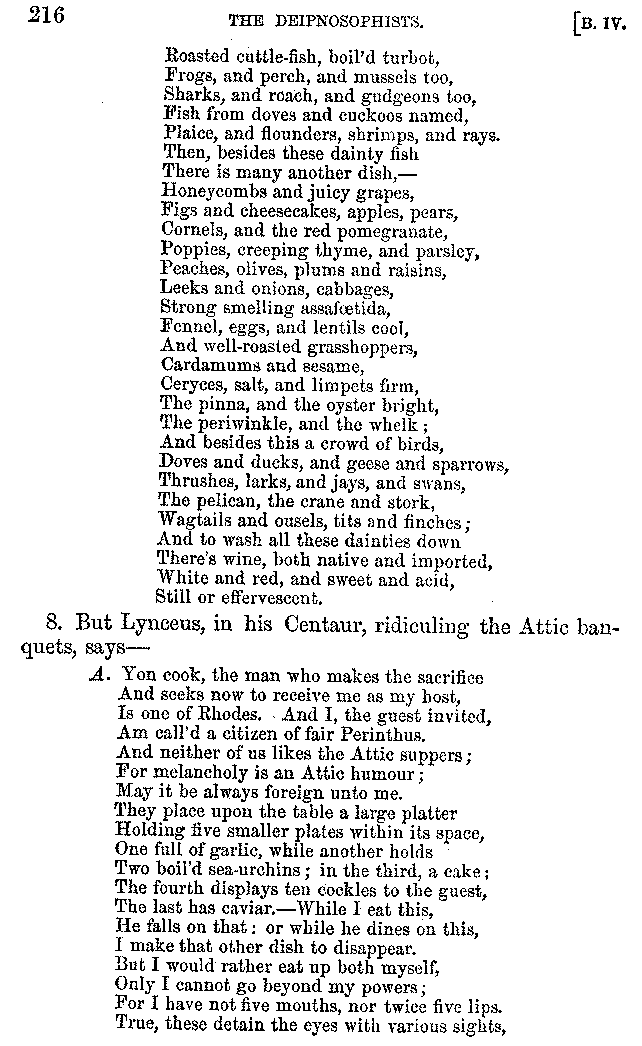 216 THE DEIPNOSOPHISTS. [B. IV.
Roasted cuttle-fish, boil'd turbot,
Frogs, and perch, and mussels too,
Sharks, and roach, and gudgeons too,
Fish from doves and cuckoos named,
Plaice, and flounders, shrimps, and rays.
Then, besides these dainty fish
There is many another dish,—
Honeycombs and juicy grapes,
Figs and cheesecakes, apples, pears,
Cornels, and the red pomegranate,
Poppies, creeping thyme, and parsley,
Peaches, olives, plums and raisins,
Leeks and onions, cabbages,
Strong smelling assafœtida,
Fennel, eggs, and lentils cool,
And well-roasted grasshoppers,
Cardamums and sesame,
Ceryces, salt, and limpets firm,
The pinna, and the oyster bright,
The periwinkle, and the whelk;
And besides this a crowd of birds,
Doves and ducks, and geese and sparrows,
Thrushes, larks, and jays, and swans,
The pelican, the crane and stork,
Wagtails and ousels, tits and finches;
And to wash all these dainties down
There's wine, both native and imported,
White and red, and sweet and acid,
Still or effervescent.
8. But Lynceus, in his Centaur, ridiculing the Attic ban-
quets, says—
A. Yon cook, the man who makes the sacrifice
And seeks now to receive me as my host,
Is one of Rhodes. And I, the guest invited,
Am call'd a citizen of fair Perinthus.
And neither of us likes the Attic suppers;
For melancholy is an Attic humour;
May it be always foreign unto me.
They place upon the table a large platter
Holding five smaller plates within its space,
One full of garlic, while another holds
Two boil'd sea-urchins; in the third, a cake;
The fourth displays ten cockles to the guest,
The last has caviar.—While I eat this,
He falls on that: or while he dines on this,
I make that other dish to disappear.
But I would rather eat up both myself,
Only I cannot go beyond my powers;
For I have not five mouths, nor twice five lips.
True, these detain the eyes with various sights,